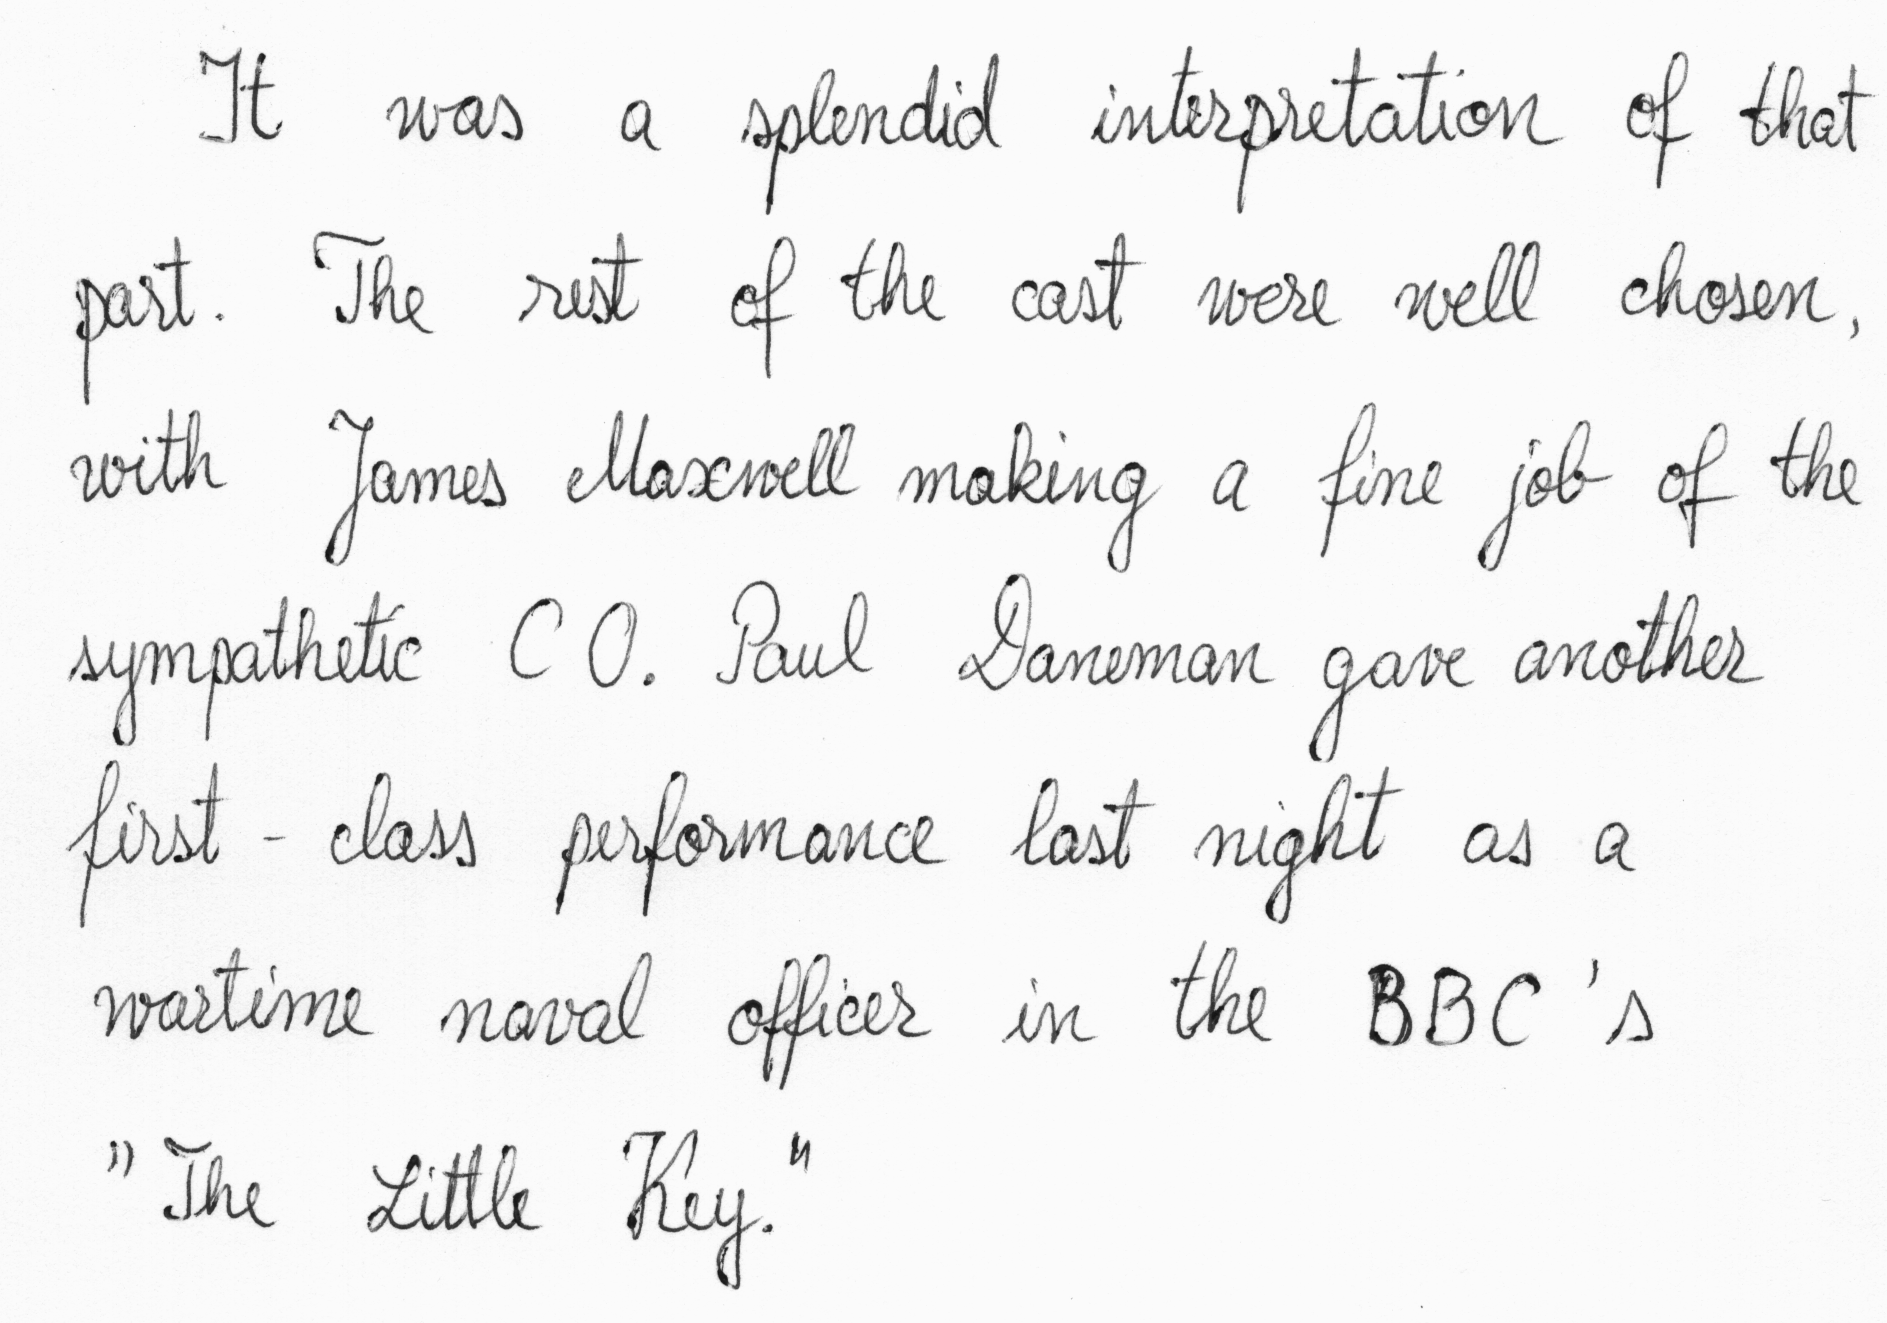 It was a splendid interpretation of that
part. The rest of the cast were well chosen,
with James Maxwell making a fine job of the
sympathetic CO. Paul Daneman gave another
first-class performance last night as a
wartime naval officer in the BBC's
"The Little Key."